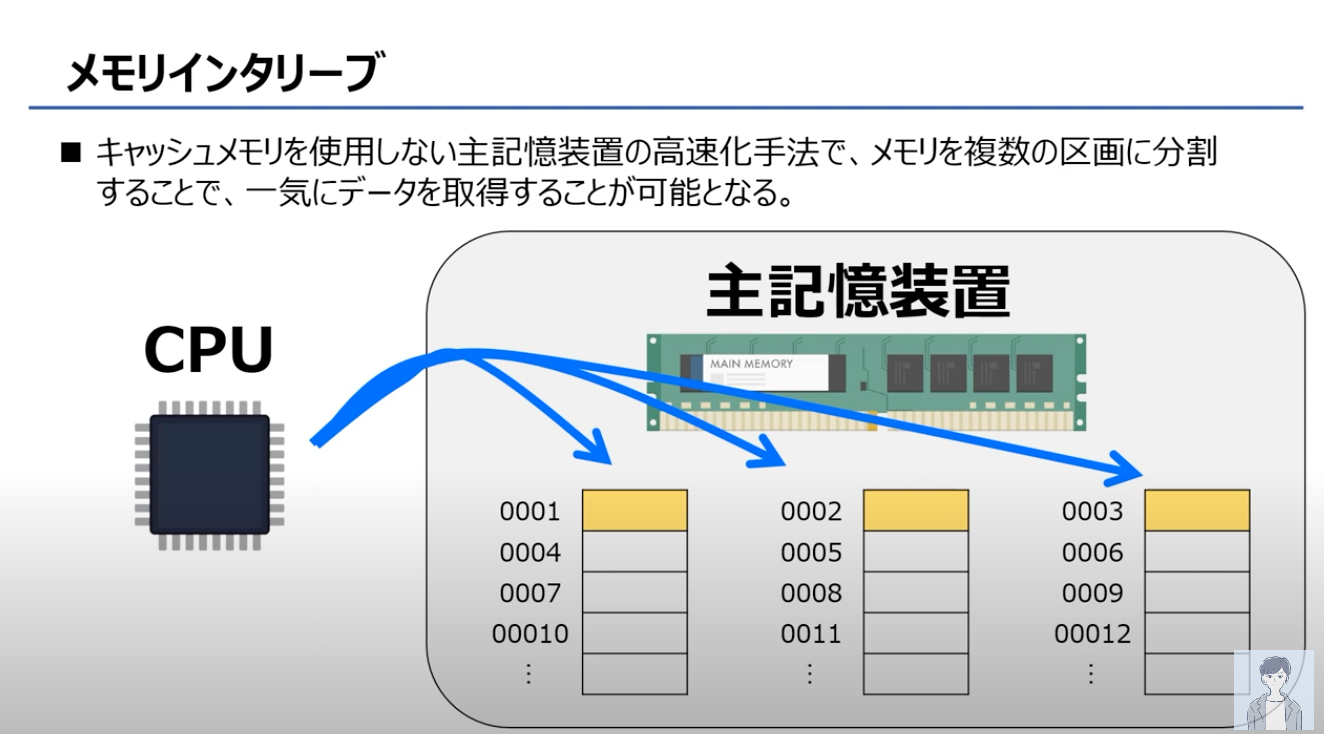 メモリインタリーブ
■ キャッシュメモリを使用しない主記憶装置の高速化手法で、メモリを複数の区画に分割
することで、一気にデータを取得することが可能となる。
主記憶装置
CPU
MAIN MEMORY
0001 0002 0003
0004 0005 0006
0007 0008 0009
00010 0011 00012
⋮ ⋮ ⋮